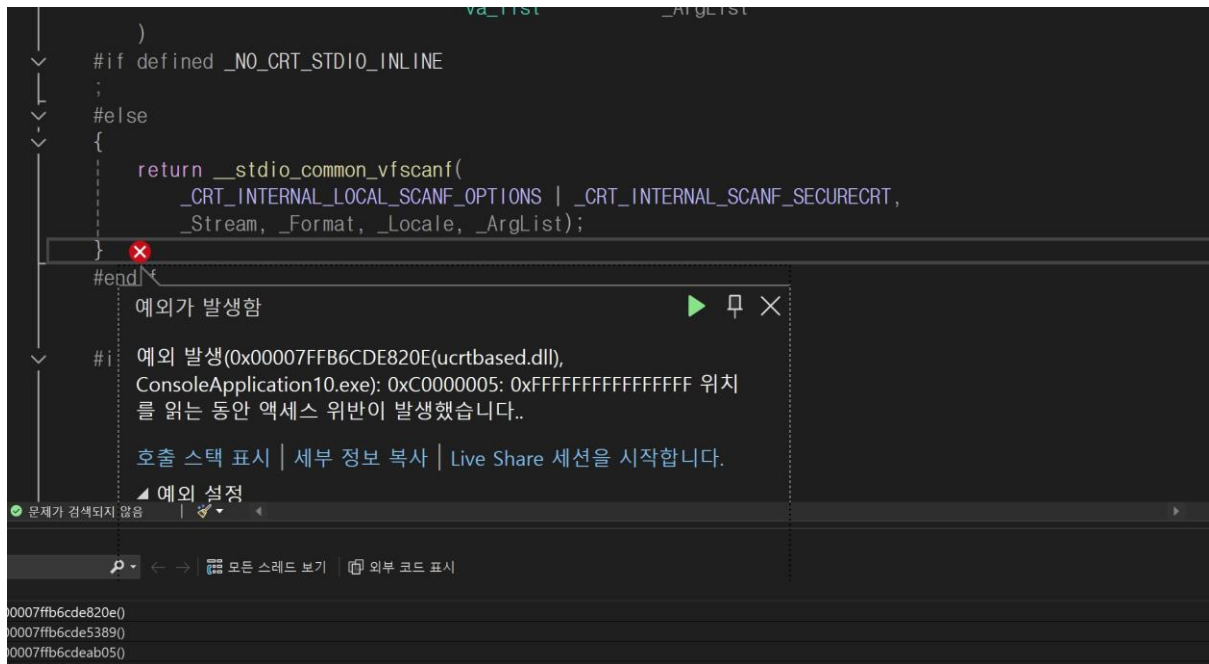 va_list _ArgList
)
#if defined _NO_CRT_STDIO_INLINE
;
#else
{
return __stdio_common_vfscanf(
_CRT_INTERNAL_LOCAL_SCANF_OPTIONS | _CRT_INTERNAL_SCANF_SECURECRT,
_Stream, _Format, _Locale, _ArgList);
}
#endif
예외가 발생함
#i
예외 발생(0x00007FFB6CDE820E(ucrtbased.dll),
ConsoleApplication10.exe): 0xC0000005: 0xFFFFFFFFFFFFFFFF 위치
를 읽는 동안 액세스 위반이 발생했습니다..
호출 스택 표시 | 세부 정보 복사 | Live Share 세션을 시작합니다.
예외 설정
문제가 검색되지 않음
모든 스레드 보기 외부 코드 표시
00007ffb6cde820e()
00007ffb6cde5389()
00007ffb6cdeab05()